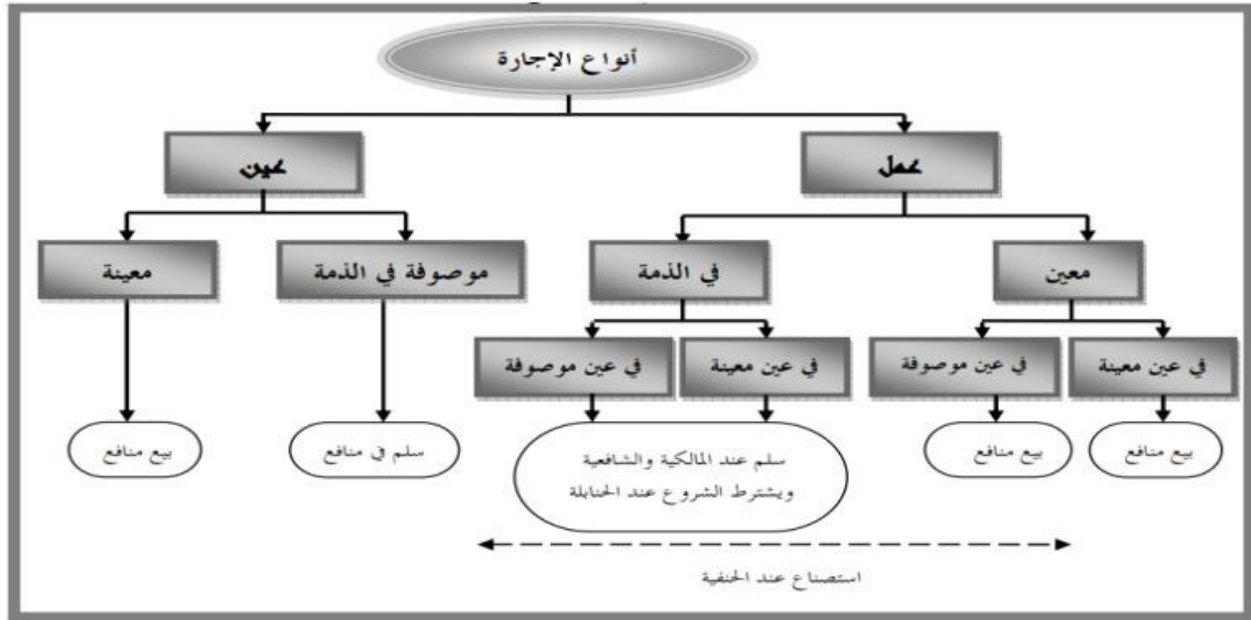 أنواع الإجارة
عمل
عين
معين
في الذمة
موصوفة في الذمة
معينة
في عين معينة
في عين موصوفة
في عين معينة
في عين موصوفة
بيع منافع
بيع منافع
سلم عند المالكية والشافعية
ويشترط الشروع عند الحنابلة
سلم في منافع
بيع منافع
استصناع عند الحنفية